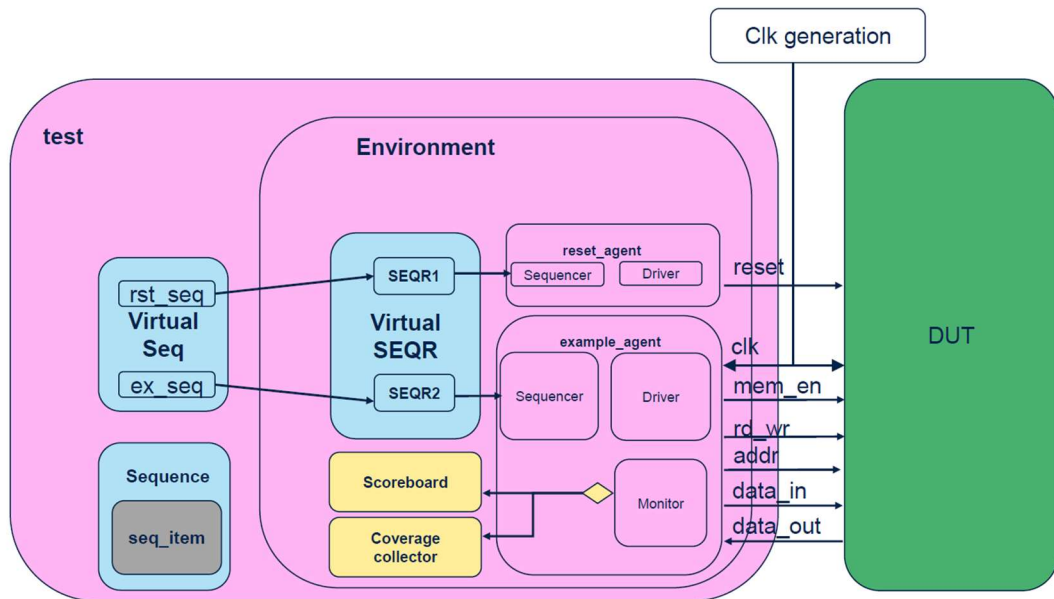 Clk generation
test
Environment
reset_agent
Sequencer
Driver
reset
rst_seq
Virtual
Seq
ex_seq
SEQR1
Virtual
SEQR
SEQR2
example_agent
Sequencer
Driver
Monitor
clk
mem_en
rd_wr
addr
data_in
data_out
DUT
Sequence
seq_item
Scoreboard
Coverage
collector